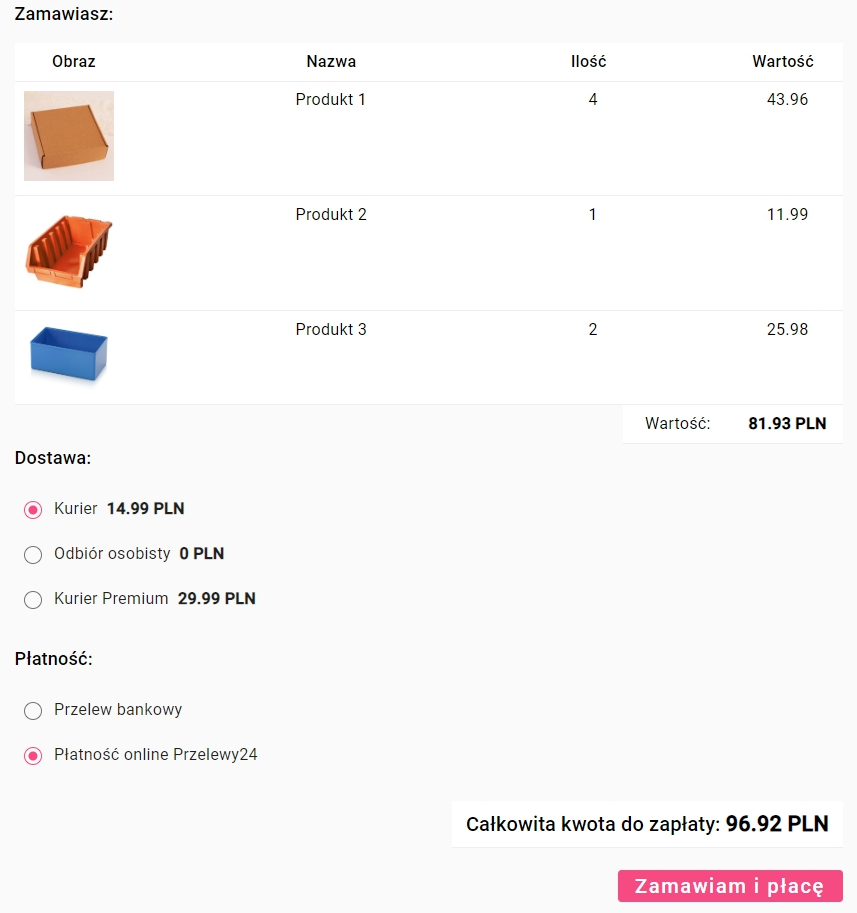 Zamawiasz:
Obraz Nazwa Ilość Wartość
Produkt 1 4 43.96
Produkt 2 1 11.99
Produkt 3 2 25.98
Wartość: 81.93 PLN
Dostawa:
Kurier 14.99 PLN
Odbiór osobisty 0 PLN
Kurier Premium 29.99 PLN
Płatność:
Przelew bankowy
Płatność online Przelewy24
Całkowita kwota do zapłaty: 96.92 PLN
Zamawiam i płacę